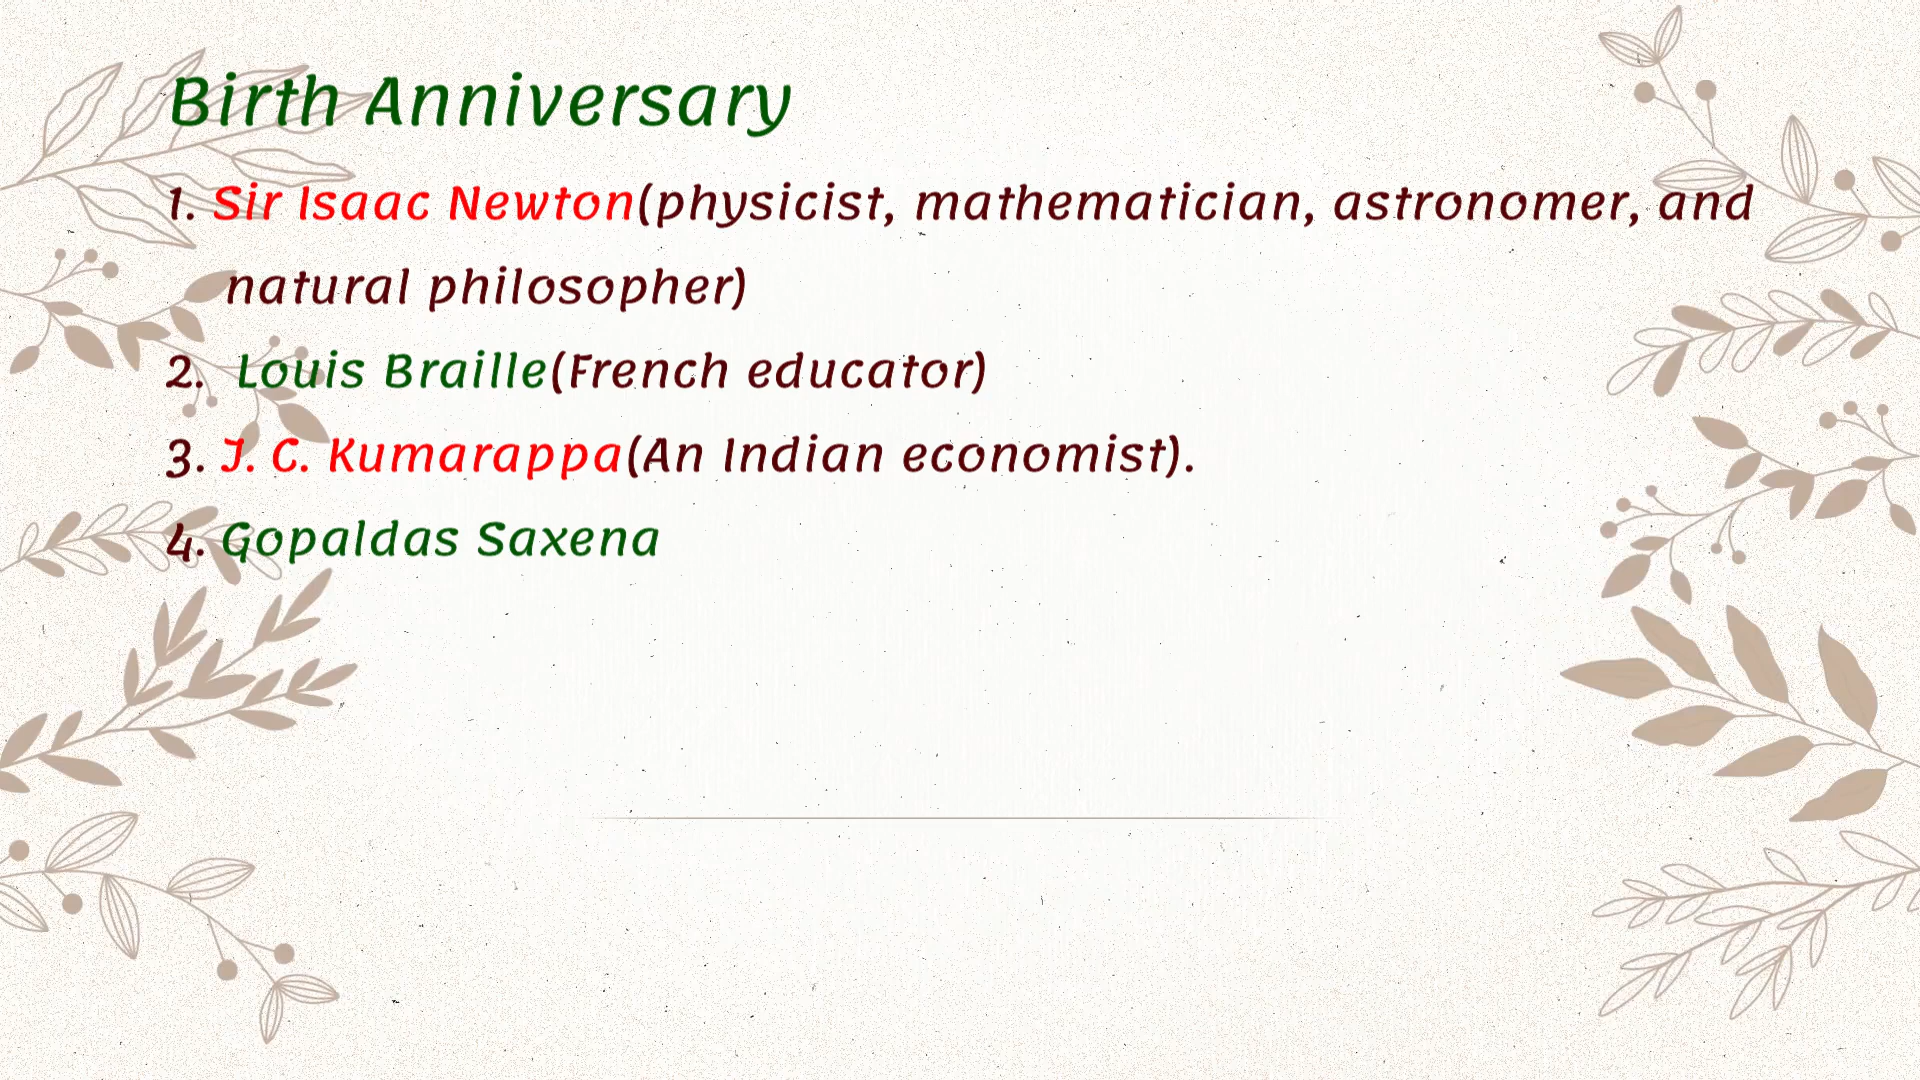 Birth Anniversary
1. Sir Isaac Newton(physicist, mathematician, astronomer, and
natural philosopher)
2. Louis Braille(French educator)
3. J. C. Kumarappa(An Indian economist).
4. Gopaldas Saxena